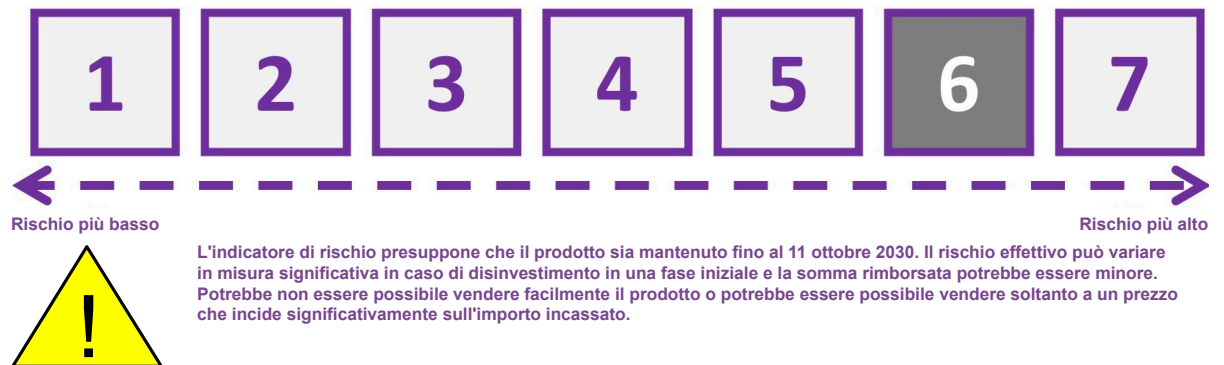 1 2 3 4 5 6 7
Rischio più basso Rischio più alto
L'indicatore di rischio presuppone che il prodotto sia mantenuto fino al 11 ottobre 2030. Il rischio effettivo può variare
in misura significativa in caso di disinvestimento in una fase iniziale e la somma rimborsata potrebbe essere minore.
Potrebbe non essere possibile vendere facilmente il prodotto o potrebbe essere possibile vendere soltanto a un prezzo
che incide significativamente sull'importo incassato.
!